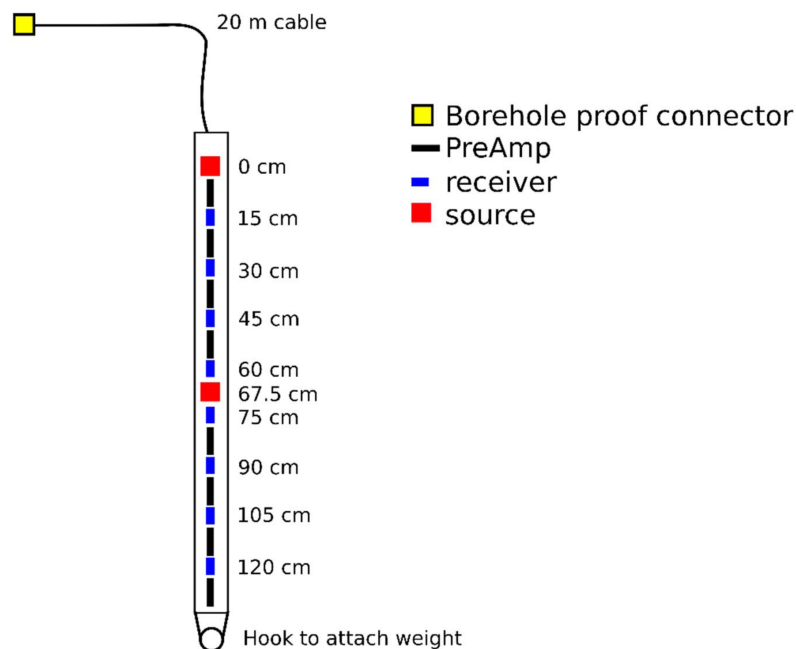 20 m cable
Borehole proof connector
PreAmp
receiver
source
0 cm
15 cm
30 cm
45 cm
60 cm
67.5 cm
75 cm
90 cm
105 cm
120 cm
Hook to attach weight